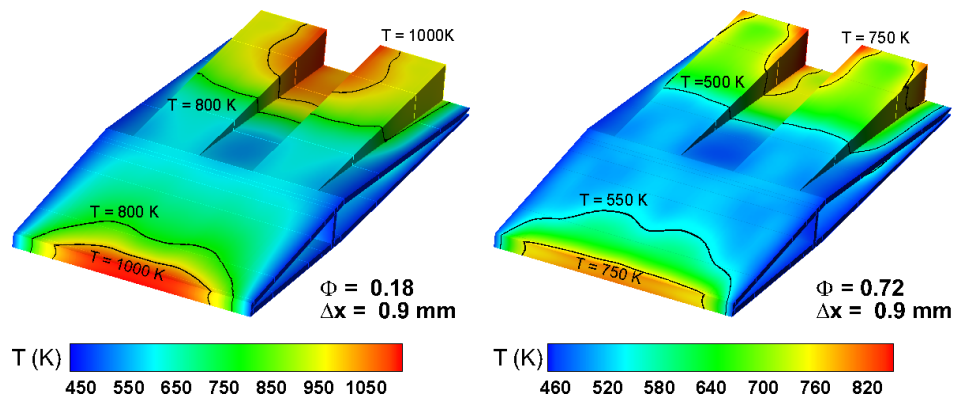 T = 1000K
T = 800 K
T = 800 K
T = 1000 K
Φ = 0.18
Δx = 0.9 mm
T (K)
450 550 650 750 850 950 1050
T = 750 K
T=500 K
T = 550 K
T = 750 K
Φ = 0.72
Δx = 0.9 mm
T (K)
460 520 580 640 700 760 820